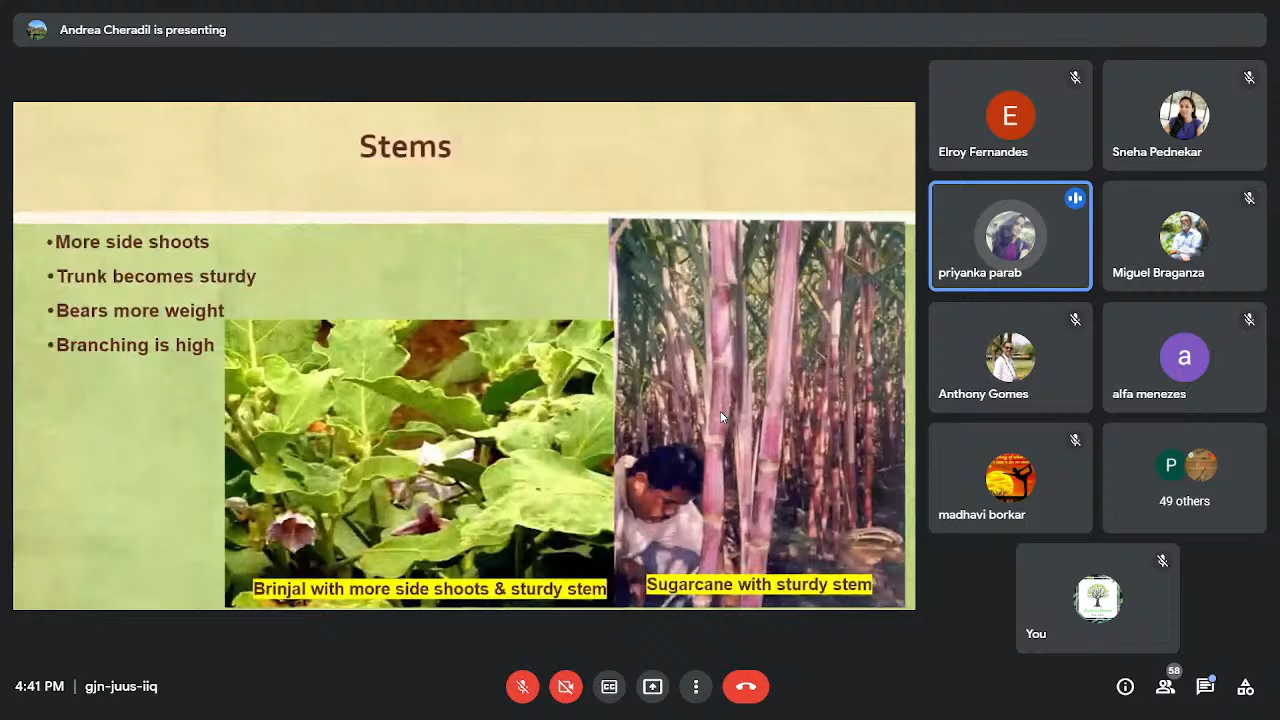 Andrea Cheradil is presenting
Stems
•More side shoots
•Trunk becomes sturdy
•Bears more weight
•Branching is high
Brinjal with more side shoots & sturdy stem
Sugarcane with sturdy stem
E
Elroy Fernandes
Sneha Pednekar
priyanka parab
Miguel Braganza
Anthony Gomes
a
alfa menezes
madhavi borkar
P
49 others
You
4:41 PM | gjn-juus-iiq
58